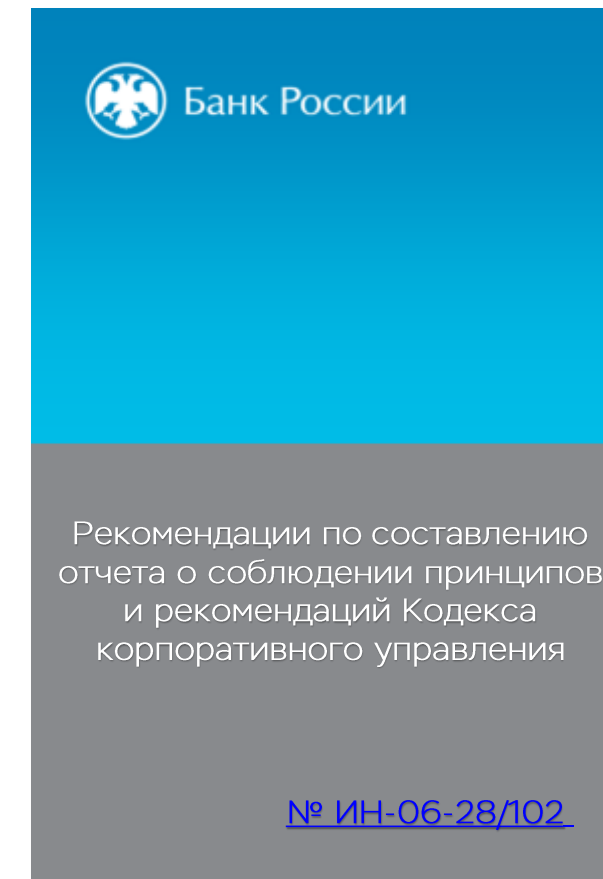 Банк России
Рекомендации по составлению
отчета о соблюдении принципов
и рекомендаций Кодекса
корпоративного управления
№ ИН-06-28/102